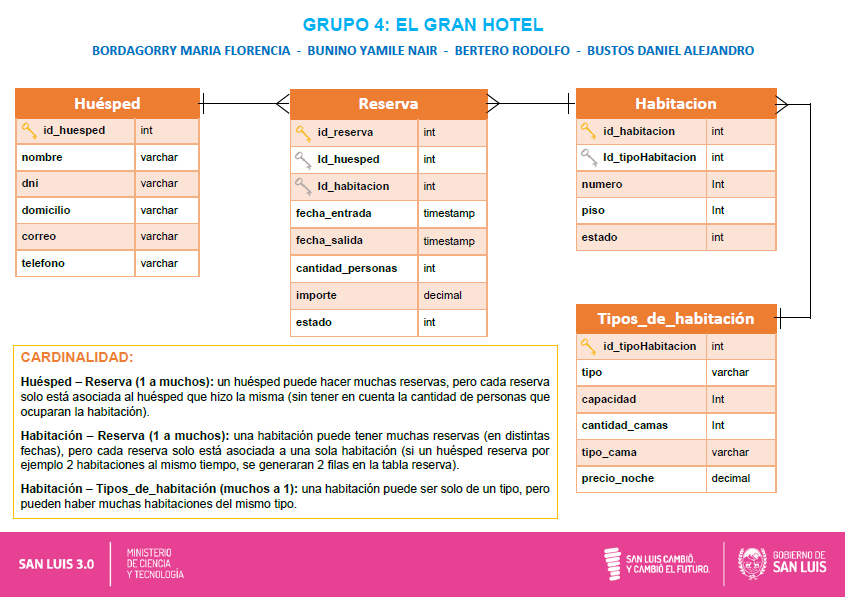 GRUPO 4: EL GRAN HOTEL
BORDAGORRY MARIA FLORENCIA - BUNINO YAMILE NAIR - BERTERO RODOLFO - BUSTOS DANIEL ALEJANDRO
Huésped
id_huesped int
nombre varchar
dni varchar
domicilio varchar
correo varchar
telefono varchar
Reserva
id_reserva int
Id_huesped int
Id_habitacion int
fecha_entrada timestamp
fecha_salida timestamp
cantidad_personas int
importe decimal
estado int
Habitacion
id_habitacion int
Id_tipoHabitacion int
numero Int
piso Int
estado int
Tipos_de_habitación
id_tipoHabitacion int
tipo varchar
capacidad Int
cantidad_camas Int
tipo_cama varchar
precio_noche decimal
CARDINALIDAD:
Huésped – Reserva (1 a muchos): un huésped puede hacer muchas reservas, pero cada reserva
solo está asociada al huésped que hizo la misma (sin tener en cuenta la cantidad de personas que
ocuparan la habitación).
Habitación – Reserva (1 a muchos): una habitación puede tener muchas reservas (en distintas
fechas), pero cada reserva solo está asociada a una sola habitación (si un huésped reserva por
ejemplo 2 habitaciones al mismo tiempo, se generaran 2 filas en la tabla reserva).
Habitación – Tipos_de_habitación (muchos a 1): una habitación puede ser solo de un tipo, pero
pueden haber muchas habitaciones del mismo tipo.
SAN LUIS 3.0
MINISTERIO
DE CIENCIA
Y TECNOLOGÍA
SAN LUIS CAMBIÓ.
Y CAMBIÓ EL FUTURO.
GOBIERNO DE
SAN LUIS